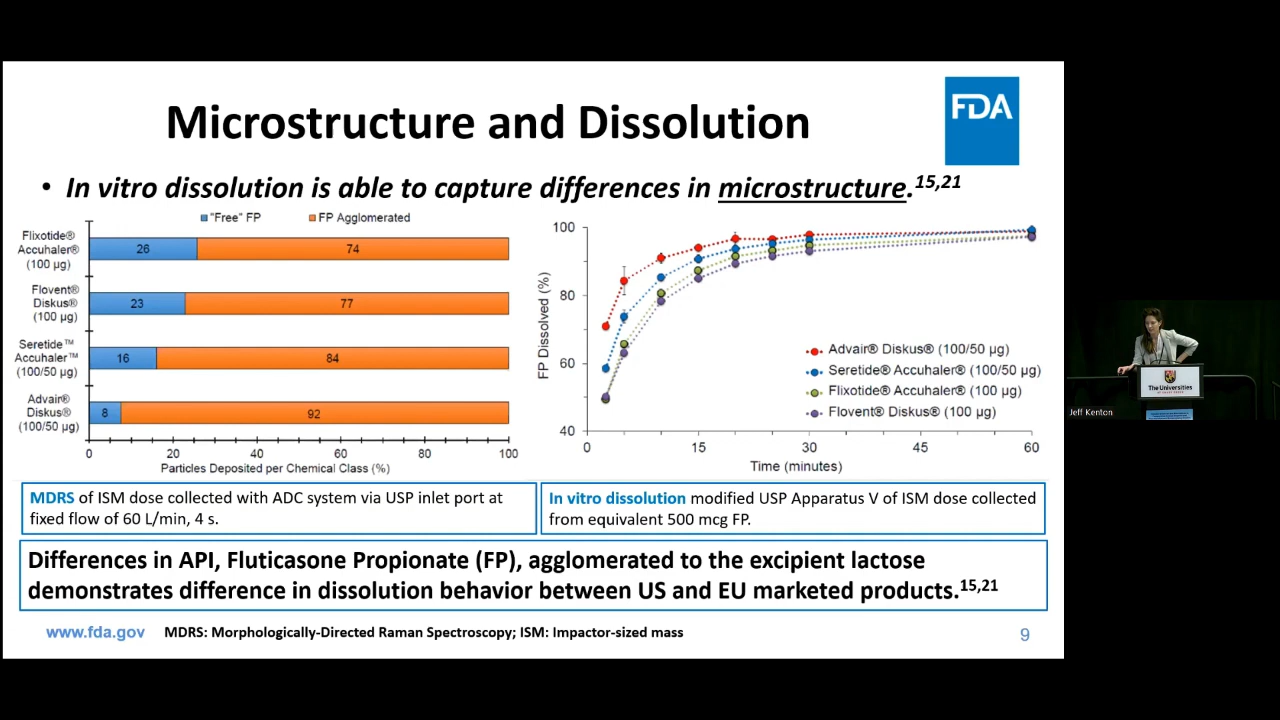 Microstructure and Dissolution
FDA
• In vitro dissolution is able to capture differences in microstructure.15,21
"Free" FP
FP Agglomerated
Flixotide®
Accuhaler®
(100 µg)
26
74
Flovent®
Diskus®
(100 µg)
23
77
Seretide™
Accuhaler™
(100/50 µg)
16
84
Advair®
Diskus®
(100/50 µg)
8
92
0
20
40
60
80
100
Particles Deposited per Chemical Class (%)
100
80
60
40
FP Dissolved (%)
Advair® Diskus® (100/50 µg)
Seretide® Accuhaler® (100/50 µg)
Flixotide® Accuhaler® (100 µg)
Flovent® Diskus® (100 µg)
0
15
30
45
60
Time (minutes)
MDRS of ISM dose collected with ADC system via USP inlet port at
fixed flow of 60 L/min, 4 s.
In vitro dissolution modified USP Apparatus V of ISM dose collected
from equivalent 500 mcg FP.
Differences in API, Fluticasone Propionate (FP), agglomerated to the excipient lactose
demonstrates difference in dissolution behavior between US and EU marketed products.15,21
www.fda.gov
MDRS: Morphologically-Directed Raman Spectroscopy; ISM: Impactor-sized mass
9
The Universities
Jeff Kenton